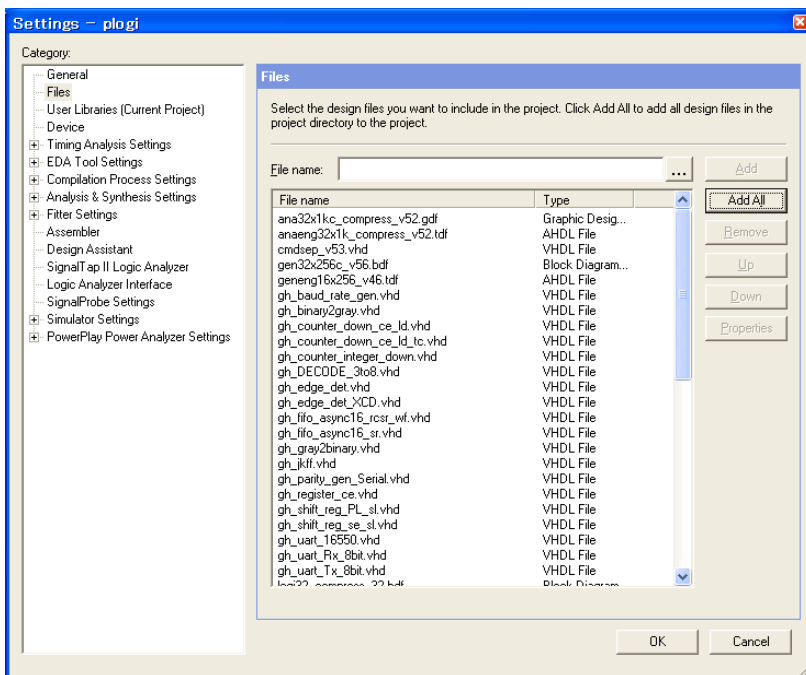 Settings - plogi
Category:
General
Files
User Libraries (Current Project)
Device
Timing Analysis Settings
EDA Tool Settings
Compilation Process Settings
Analysis & Synthesis Settings
Fitter Settings
Assembler
Design Assistant
SignalTap II Logic Analyzer
Logic Analyzer Interface
SignalProbe Settings
Simulator Settings
PowerPlay Power Analyzer Settings
Files
Select the design files you want to include in the project. Click Add All to add all design files in the
project directory to the project.
File name: ... Add
File name Type Add All
ana32x1kc_compress_v52.gdf Graphic Desig...
anaeng32x1k_compress_v52.tdf AHDL File
Remove
cmdsep_v53.vhd VHDL File
gen32x256c_v56.bdf Block Diagram...
Up
geneng16x256_v46.tdf AHDL File
gh_baud_rate_gen.vhd VHDL File
Down
gh_binary2gray.vhd VHDL File
gh_counter_down_ce_ld.vhd VHDL File
Properties
gh_counter_down_ce_ld_tc.vhd VHDL File
gh_counter_integer_down.vhd VHDL File
gh_DECODE_3to8.vhd VHDL File
gh_edge_det.vhd VHDL File
gh_edge_det_XCD.vhd VHDL File
gh_fifo_async16_rcsr_wf.vhd VHDL File
gh_fifo_async16_sr.vhd VHDL File
gh_gray2binary.vhd VHDL File
gh_jkff.vhd VHDL File
gh_parity_gen_Serial.vhd VHDL File
gh_register_ce.vhd VHDL File
gh_shift_reg_PL_sl.vhd VHDL File
gh_shift_reg_se_sl.vhd VHDL File
gh_uart_16550.vhd VHDL File
gh_uart_Rx_8bit.vhd VHDL File
gh_uart_Tx_8bit.vhd VHDL File
logi32_compress_32.bdf Block Diagram
OK Cancel